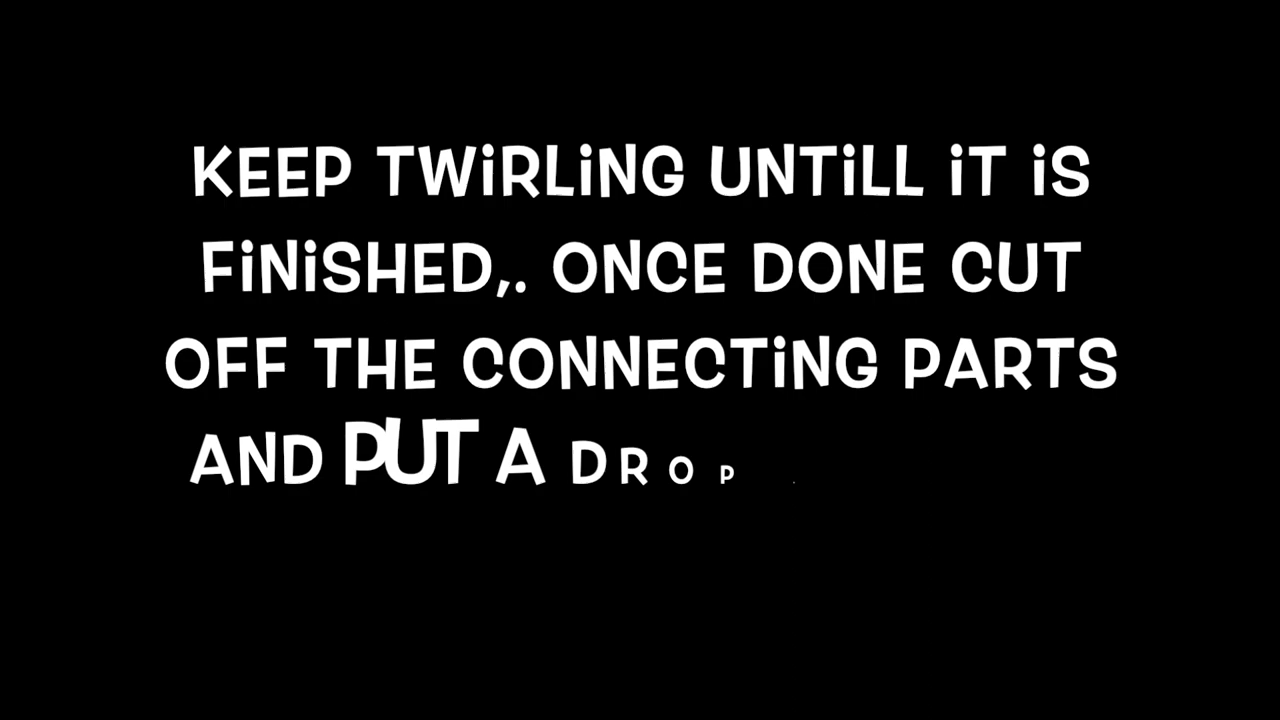 KEEP TWiRLiNG UNTiLL iT iS
FiNiSHED,. ONCE DONE CUT
OFF THE CONNECTiNG PARTS
AND PUT A DROP